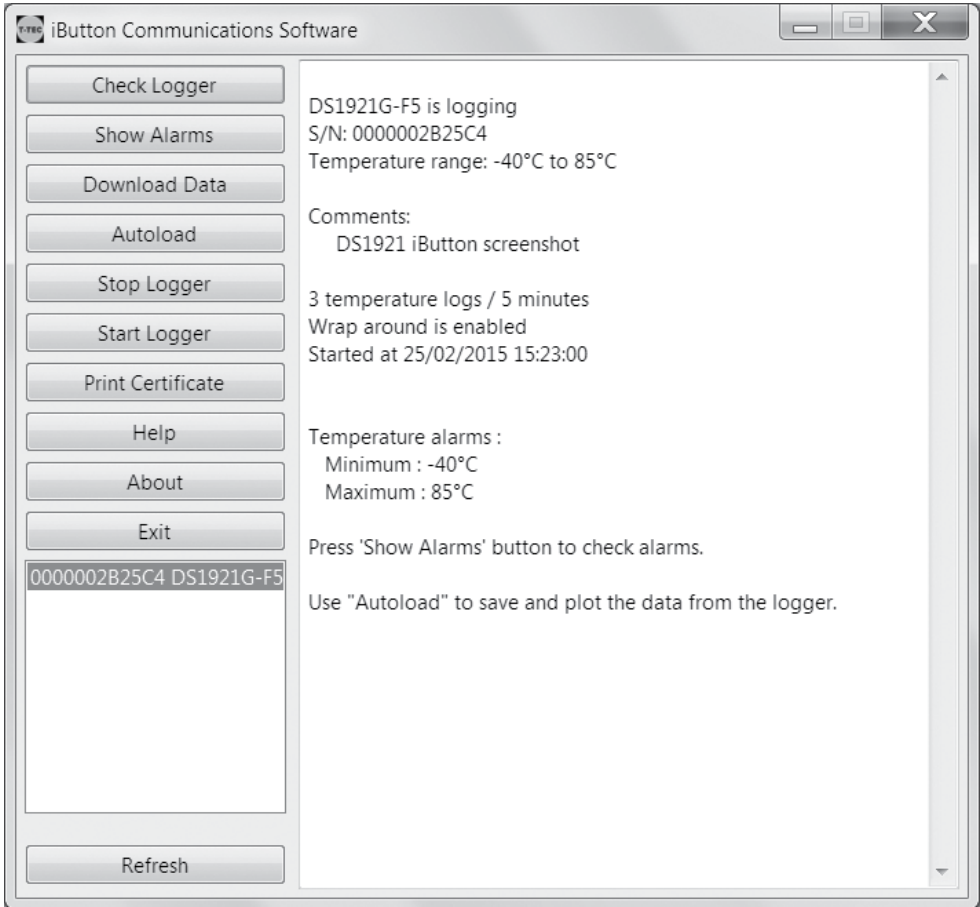 T-TEC iButton Communications Software
Check Logger
Show Alarms
Download Data
Autoload
Stop Logger
Start Logger
Print Certificate
Help
About
Exit
0000002B25C4 DS1921G-F5
Refresh
DS1921G-F5 is logging
S/N: 0000002B25C4
Temperature range: -40°C to 85°C
Comments:
DS1921 iButton screenshot
3 temperature logs / 5 minutes
Wrap around is enabled
Started at 25/02/2015 15:23:00
Temperature alarms :
Minimum : -40°C
Maximum : 85°C
Press 'Show Alarms' button to check alarms.
Use "Autoload" to save and plot the data from the logger.